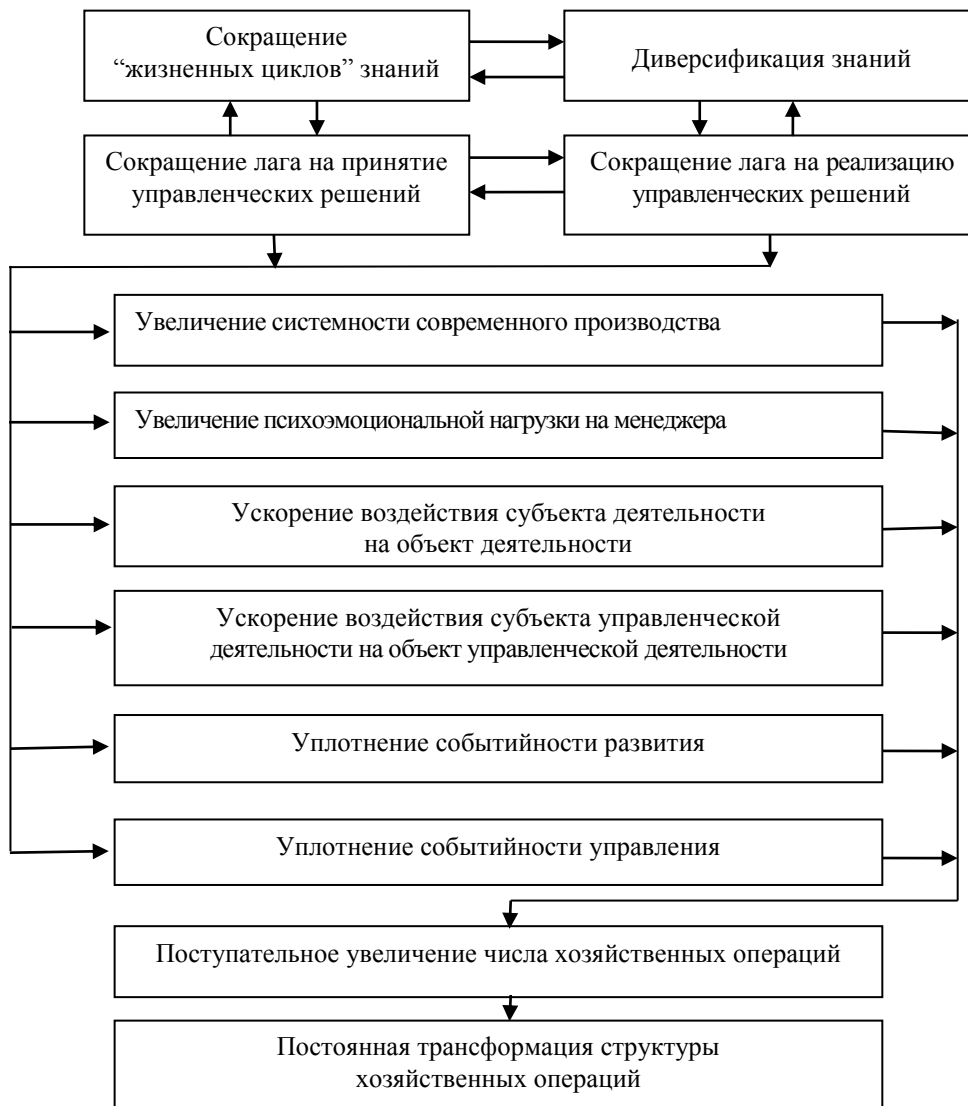 Сокращение
“жизненных циклов” знаний
Диверсификация знаний
Сокращение лага на принятие
управленческих решений
Сокращение лага на реализацию
управленческих решений
Увеличение системности современного производства
Увеличение психоэмоциональной нагрузки на менеджера
Ускорение воздействия субъекта деятельности
на объект деятельности
Ускорение воздействия субъекта управленческой
деятельности на объект управленческой деятельности
Уплотнение событийности развития
Уплотнение событийности управления
Поступательное увеличение числа хозяйственных операций
Постоянная трансформация структуры
хозяйственных операций